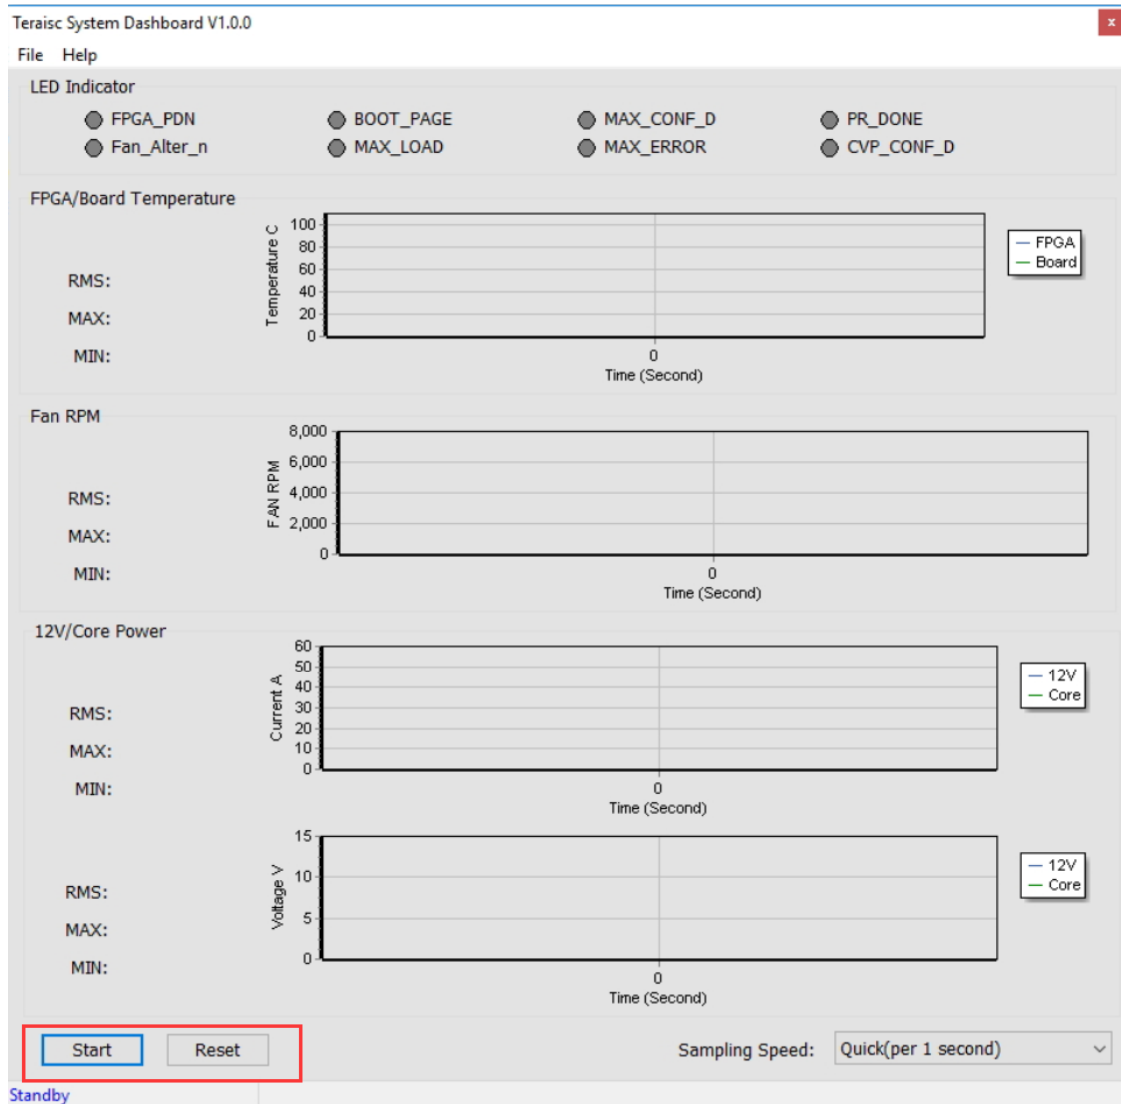 Teraisc System Dashboard V1.0.0
x
File Help
LED Indicator
FPGA_PDN BOOT_PAGE MAX_CONF_D PR_DONE
Fan_Alter_n MAX_LOAD MAX_ERROR CVP_CONF_D
FPGA/Board Temperature
RMS:
MAX:
MIN:
Temperature C
100
80
60
40
20
0
0
Time (Second)
FPGA
Board
Fan RPM
RMS:
MAX:
MIN:
FAN RPM
8,000
6,000
4,000
2,000
0
0
Time (Second)
12V/Core Power
RMS:
MAX:
MIN:
Current A
60
50
40
30
20
10
0
0
Time (Second)
12V
Core
RMS:
MAX:
MIN:
Voltage V
15
10
5
0
0
Time (Second)
12V
Core
Start Reset Sampling Speed: Quick(per 1 second)
Standby